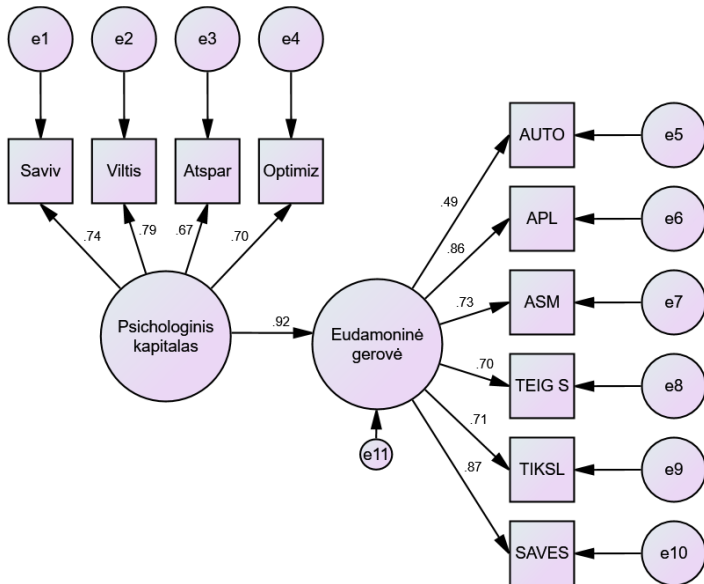 e1
e2
e3
e4
Saviv
Viltis
Atspar
Optimiz
.74
.79
.67
.70
Psichologinis
kapitalas
.92
Eudamoninė
gerovė
e11
.49
.86
.73
.70
.71
.87
AUTO
e5
APL
e6
ASM
e7
TEIG S
e8
TIKSL
e9
SAVES
e10